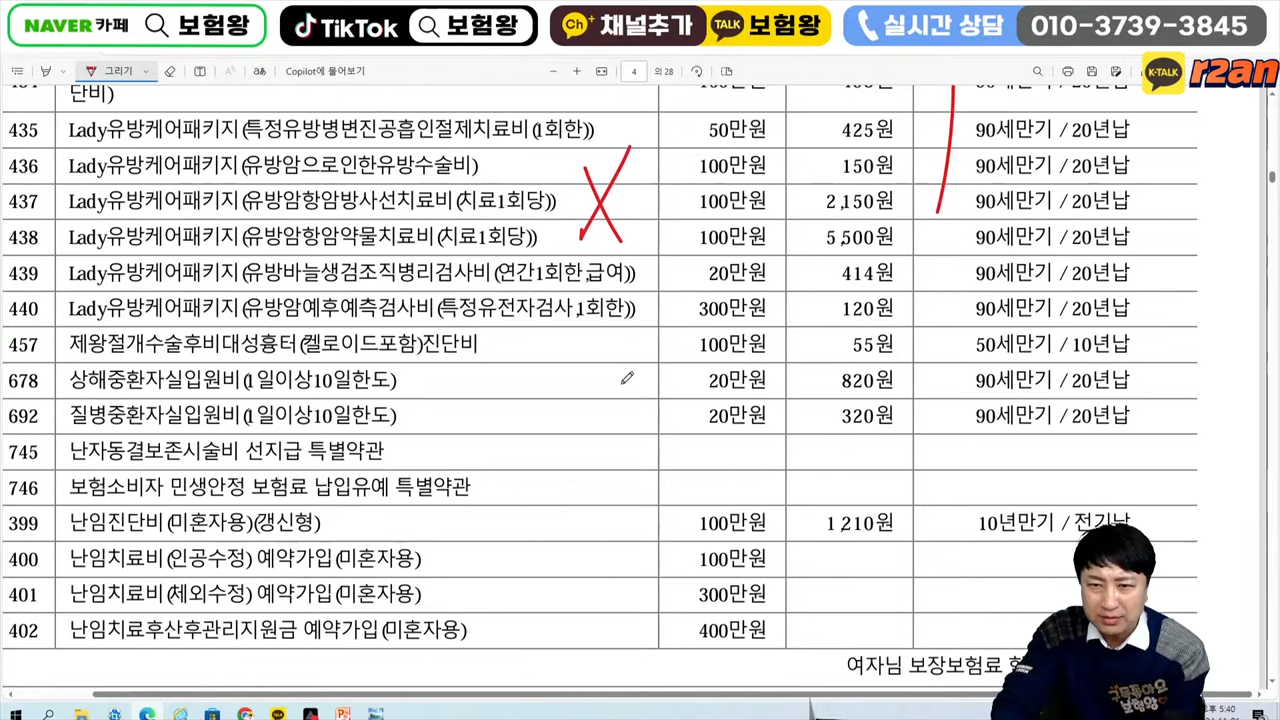 NAVER 카페 보험왕 TikTok 보험왕 Ch+ 채널추가 TALK 보험왕 실시간 상담 010-3739-3845
그리기 Copilot에 물어보기 4 의 28 K-TALK r2an
단비)
435 Lady유방케어패키지(특정유방병변진공흡인절제치료비(1회한)) 50만원 425원 90세만기 / 20년납
436 Lady유방케어패키지(유방암으로인한유방수술비) 100만원 150원 90세만기 / 20년납
437 Lady유방케어패키지(유방암항암방사선치료비(치료1회당)) 100만원 2,150원 90세만기 / 20년납
438 Lady유방케어패키지(유방암항암약물치료비(치료1회당)) 100만원 5,500원 90세만기 / 20년납
439 Lady유방케어패키지(유방바늘생검조직병리검사비(연간1회한,급여)) 20만원 414원 90세만기 / 20년납
440 Lady유방케어패키지(유방암예후예측검사비(특정유전자검사,1회한)) 300만원 120원 90세만기 / 20년납
457 제왕절개수술후비대성흉터(켈로이드포함)진단비 100만원 55원 50세만기 / 10년납
678 상해중환자실입원비(1일이상10일한도) 20만원 820원 90세만기 / 20년납
692 질병중환자실입원비(1일이상10일한도) 20만원 320원 90세만기 / 20년납
745 난자동결보존시술비 선지급 특별약관
746 보험소비자 민생안정 보험료 납입유예 특별약관
399 난임진단비(미혼자용)(갱신형) 100만원 1,210원 10년만기 / 전기납
400 난임치료비(인공수정) 예약가입(미혼자용) 100만원
401 난임치료비(체외수정) 예약가입(미혼자용) 300만원
402 난임치료후산후관리지원금 예약가입(미혼자용) 400만원
여자님 보장보험료
보험왕
5:40